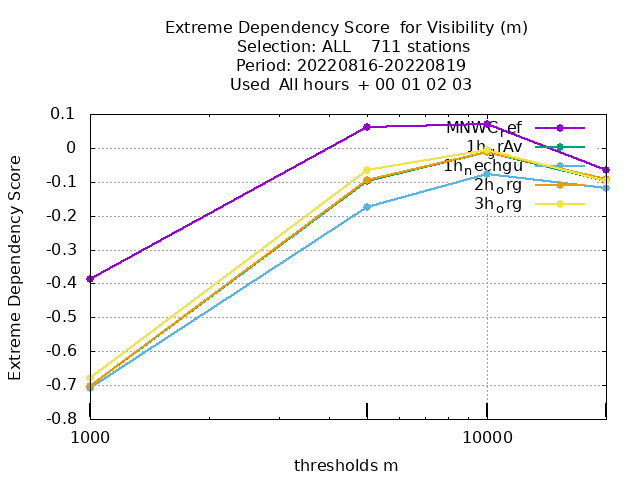 Extreme Dependency Score  for Visibility (m)
Selection: ALL    711 stations
Period: 20220816-20220819
Used  All hours  + 00 01 02 03
Extreme Dependency Score
0.1
0
-0.1
-0.2
-0.3
-0.4
-0.5
-0.6
-0.7
-0.8
MNWC_ref
1h_grAv
1h_nechgu
2h_org
3h_org
1000
10000
thresholds m